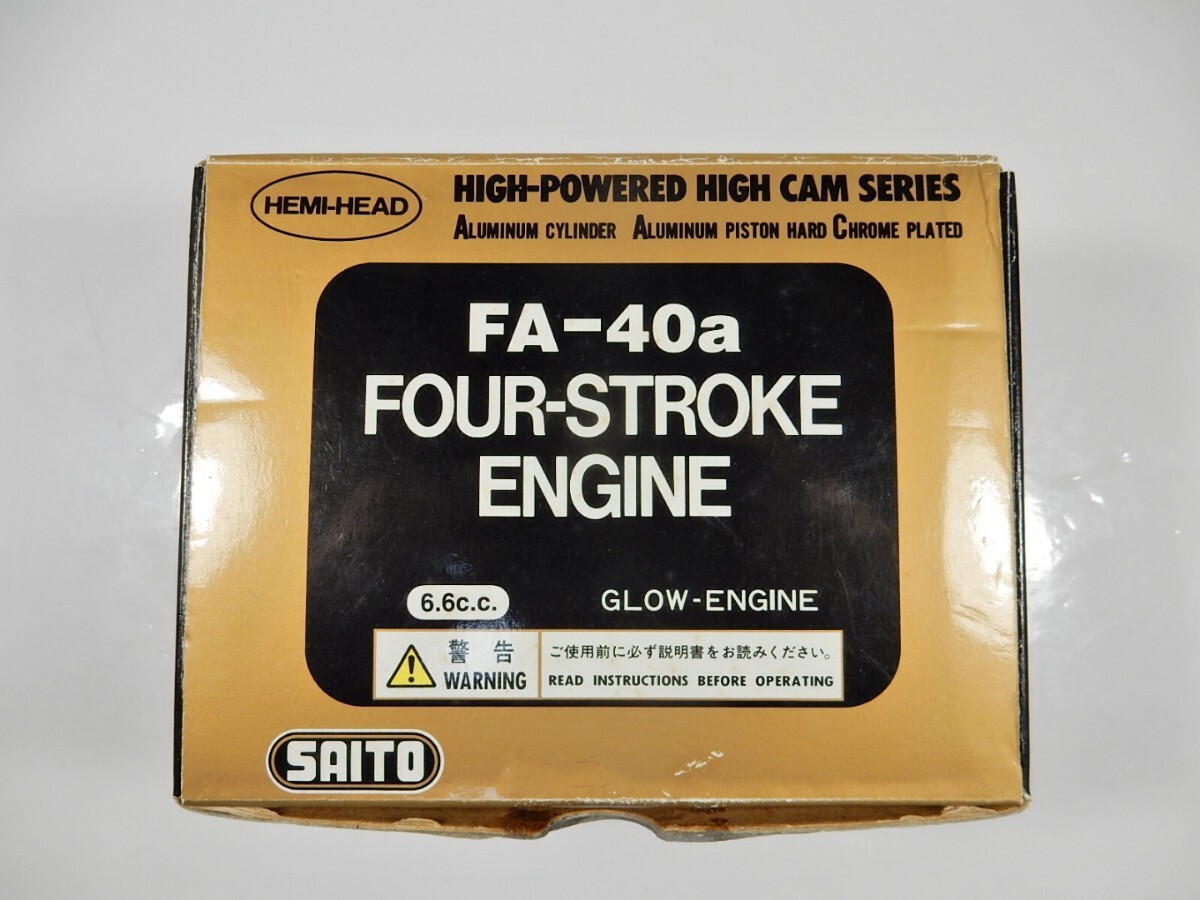 HEMI-HEAD
HIGH-POWERED HIGH CAM SERIES
ALUMINUM CYLINDER ALUMINUM PISTON HARD CHROME PLATED
FA-40a
FOUR-STROKE
ENGINE
6.6c.c.
GLOW-ENGINE
警告
WARNING
ご使用前に必ず説明書をお読みください。
READ INSTRUCTIONS BEFORE OPERATING
SAITO